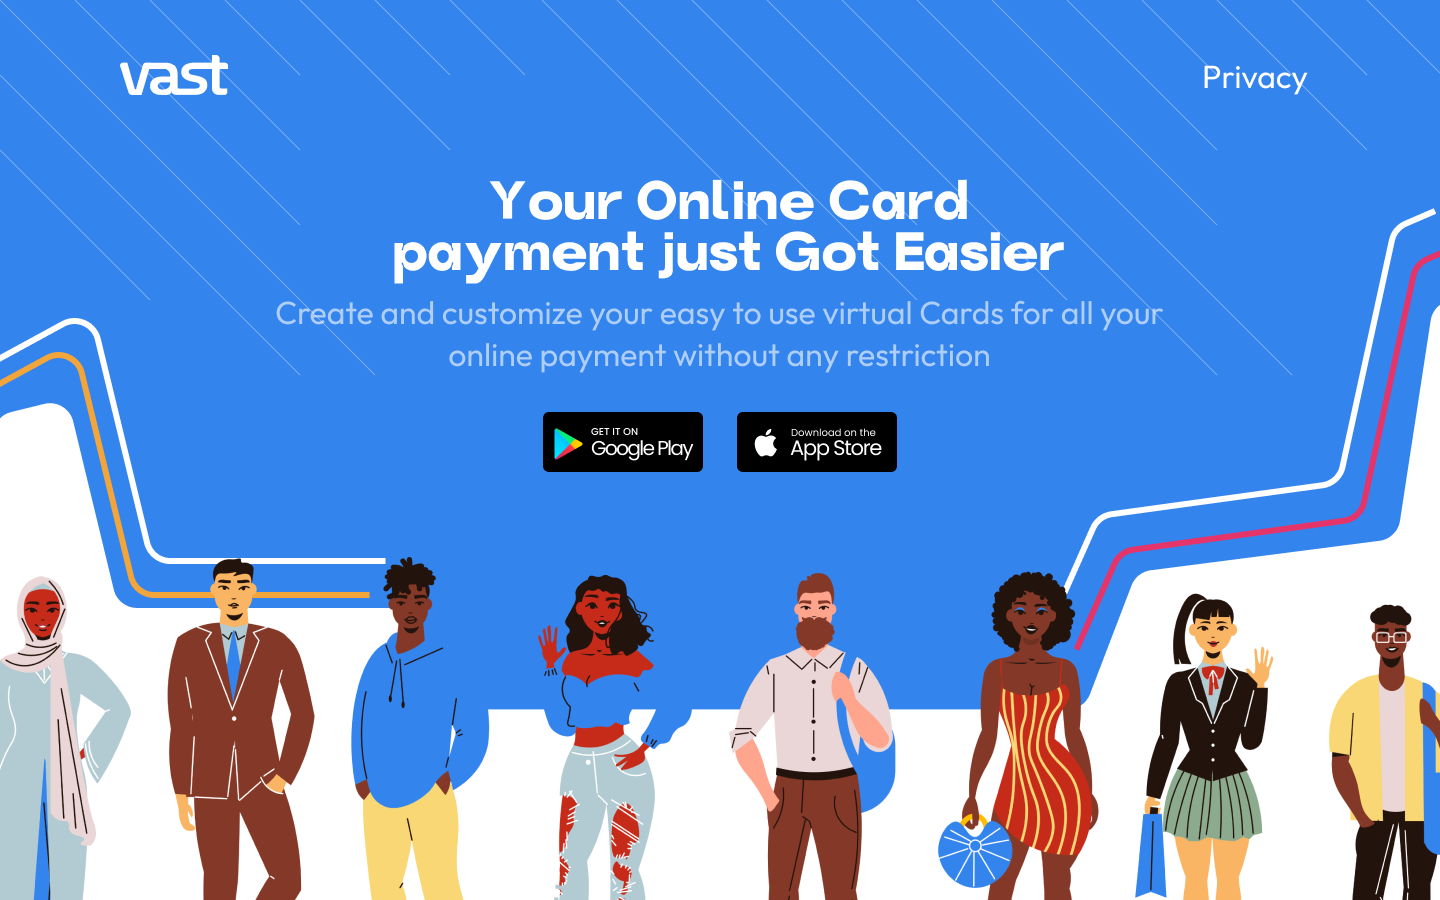 vast
Privacy
Your Online Card
payment just Got Easier
Create and customize your easy to use virtual Cards for all your
online payment without any restriction
GET IT ON
Google Play
Download on the
App Store